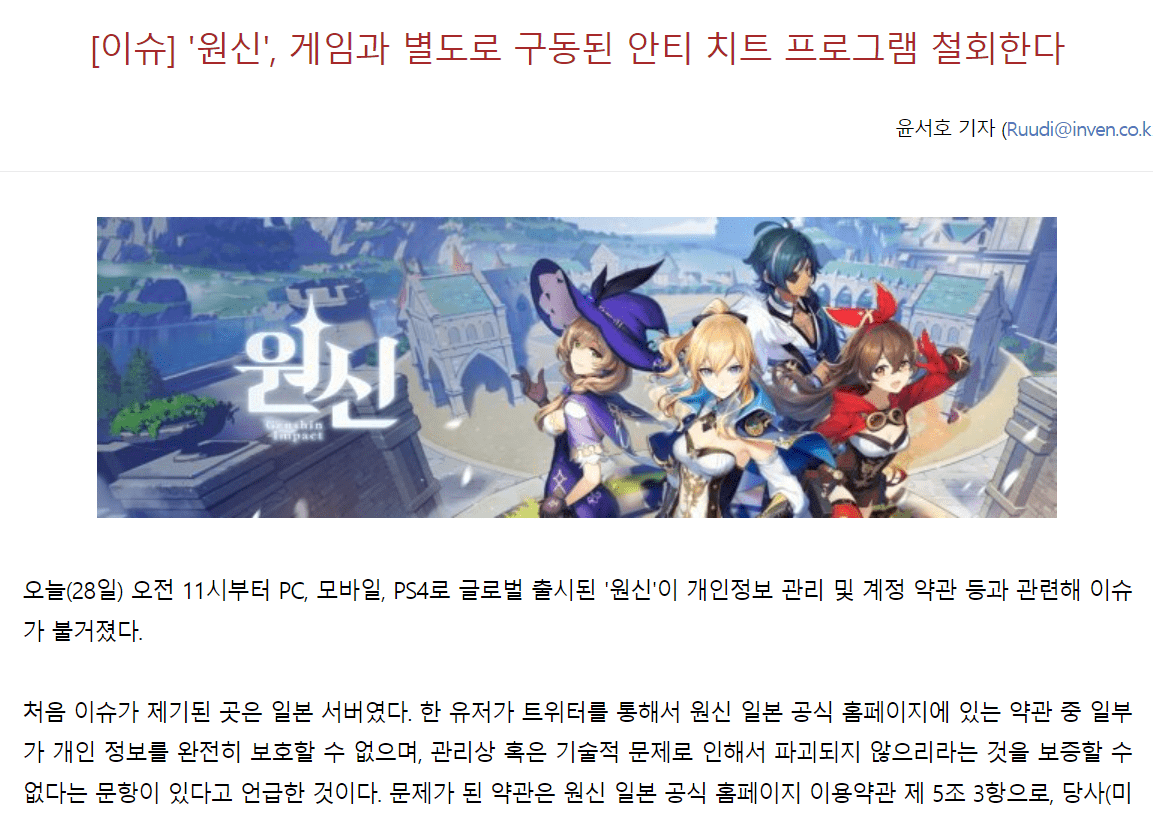 [이슈] '원신', 게임과 별도로 구동된 안티 치트 프로그램 철회한다
윤서호 기자 (Ruudi@inven.co.k
원신
Genshin
Impact
오늘(28일) 오전 11시부터 PC, 모바일, PS4로 글로벌 출시된 '원신'이 개인정보 관리 및 계정 약관 등과 관련해 이슈
가 불거졌다.
처음 이슈가 제기된 곳은 일본 서버였다. 한 유저가 트위터를 통해서 원신 일본 공식 홈페이지에 있는 약관 중 일부
가 개인 정보를 완전히 보호할 수 없으며, 관리상 혹은 기술적 문제로 인해서 파괴되지 않으리라는 것을 보증할 수
없다는 문항이 있다고 언급한 것이다. 문제가 된 약관은 원신 일본 공식 홈페이지 이용약관 제 5조 3항으로, 당사(미